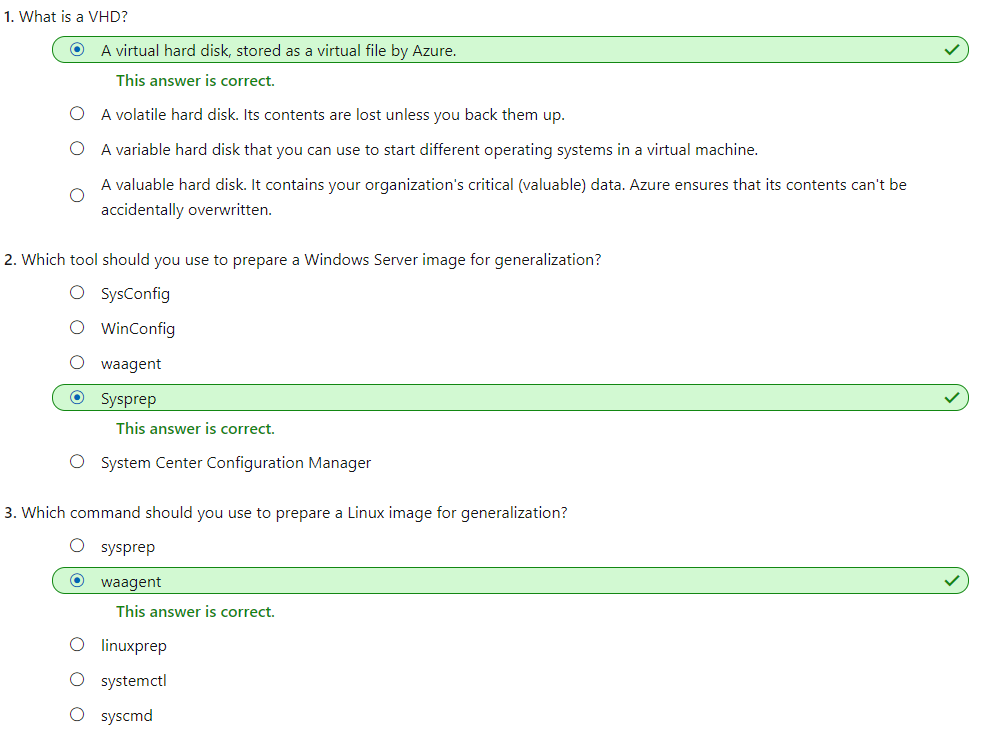 1. What is a VHD?
A virtual hard disk, stored as a virtual file by Azure.
This answer is correct.
A volatile hard disk. Its contents are lost unless you back them up.
A variable hard disk that you can use to start different operating systems in a virtual machine.
A valuable hard disk. It contains your organization's critical (valuable) data. Azure ensures that its contents can't be
accidentally overwritten.
2. Which tool should you use to prepare a Windows Server image for generalization?
SysConfig
WinConfig
waagent
Sysprep
This answer is correct.
System Center Configuration Manager
3. Which command should you use to prepare a Linux image for generalization?
sysprep
waagent
This answer is correct.
linuxprep
systemctl
syscmd